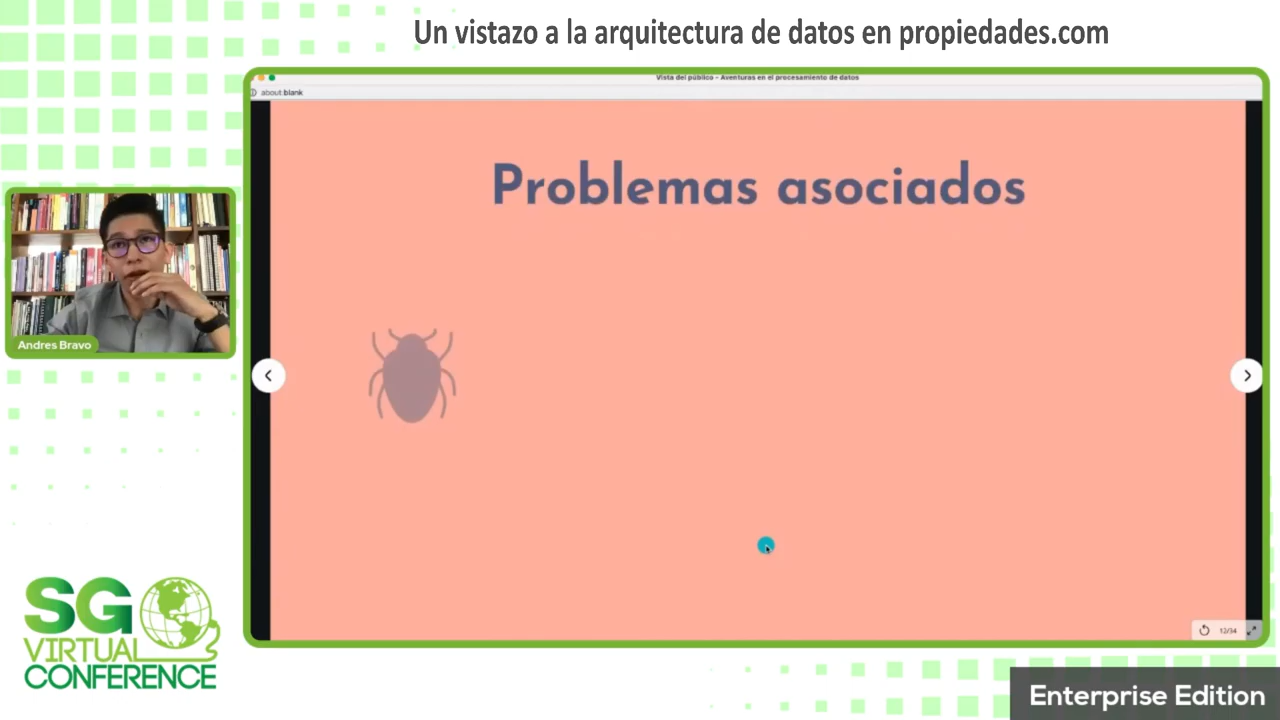 Un vistazo a la arquitectura de datos en propiedades.com
Vista del público - Aventuras en el procesamiento de datos
about:blank
Problemas asociados
Andres Bravo
12/34
SG
VIRTUAL
CONFERENCE
Enterprise Edition